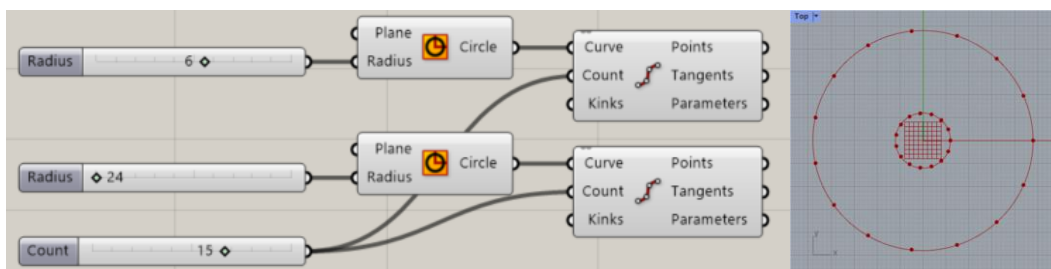 Radius 6
Plane
Radius
Circle
Curve Points
Count Tangents
Kinks Parameters
Radius 24
Plane
Radius
Circle
Curve Points
Count Tangents
Kinks Parameters
Count 15
Top
y
x